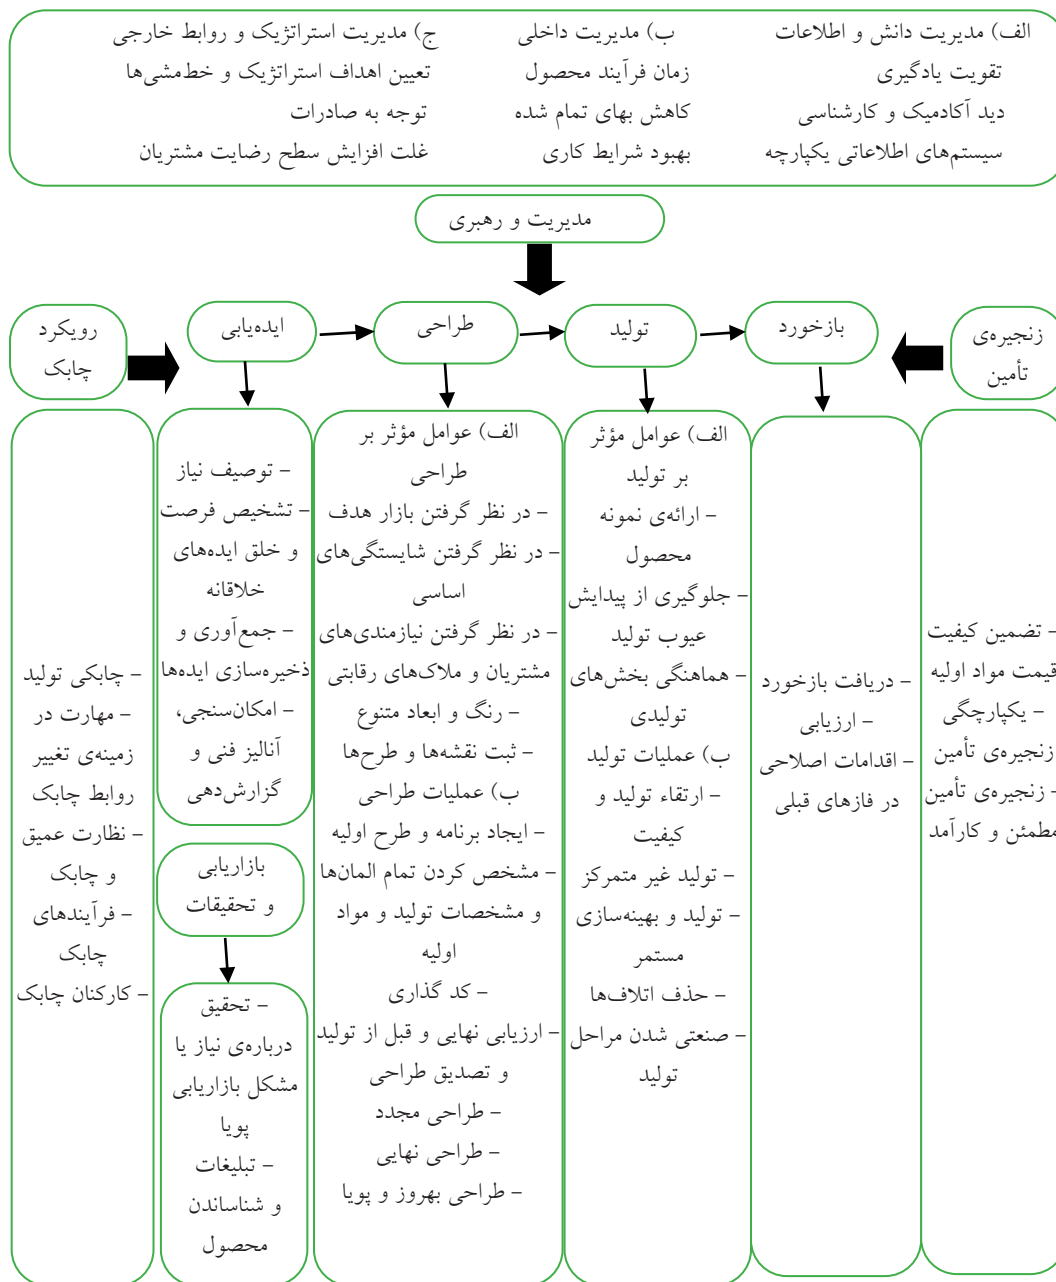 الف) مدیریت دانش و اطلاعات
تقویت یادگیری
دید آکادمیک و کارشناسی
سیستم‌های اطلاعاتی یکپارچه
ب) مدیریت داخلی
زمان فرآیند محصول
کاهش بهای تمام شده
بهبود شرایط کاری
ج) مدیریت استراتژیک و روابط خارجی
تعیین اهداف استراتژیک و خط‌مشی‌ها
توجه به صادرات
غلت افزایش سطح رضایت مشتریان
مدیریت و رهبری
زنجیره‌ی
تأمین
بازخورد
تولید
طراحی
ایده‌یابی
رویکرد
چابک
– تضمین کیفیت
قیمت مواد اولیه
– یکپارچگی
زنجیره‌ی تأمین
– زنجیره‌ی تأمین
مطمئن و کارآمد
– دریافت بازخورد
– ارزیابی
– اقدامات اصلاحی
در فازهای قبلی
الف) عوامل مؤثر
بر تولید
– ارائه‌ی نمونه
محصول
– جلوگیری از پیدایش
عیوب تولید
– هماهنگی بخش‌های
تولیدی
ب) عملیات تولید
– ارتقاء تولید و
کیفیت
– تولید غیر متمرکز
– تولید و بهینه‌سازی
مستمر
– حذف اتلاف‌ها
– صنعتی شدن مراحل
تولید
الف) عوامل مؤثر بر
طراحی
– در نظر گرفتن بازار هدف
– در نظر گرفتن شایستگی‌های
اساسی
– در نظر گرفتن نیازمندی‌های
مشتریان و ملاک‌های رقابتی
– رنگ و ابعاد متنوع
– ثبت نقشه‌ها و طرح‌ها
ب) عملیات طراحی
– ایجاد برنامه و طرح اولیه
– مشخص کردن تمام المان‌ها
و مشخصات تولید و مواد
اولیه
– کد گذاری
– ارزیابی نهایی و قبل از تولید
و تصدیق طراحی
– طراحی مجدد
– طراحی نهایی
– طراحی بهروز و پویا
– توصیف نیاز
– تشخیص فرصت
و خلق ایده‌های
خلاقانه
– جمع‌آوری و
ذخیره‌سازی ایده‌ها
– امکان‌سنجی،
آنالیز فنی و
گزارش‌دهی
بازاریابی
و تحقیقات
– تحقیق
درباره‌ی نیاز یا
مشکل بازاریابی
پویا
– تبلیغات
و شناساندن
محصول
– چابکی تولید
– مهارت در
زمینه‌ی تغییر
روابط چابک
– نظارت عمیق
و چابک
– فرآیندهای
چابک
– کارکنان چابک